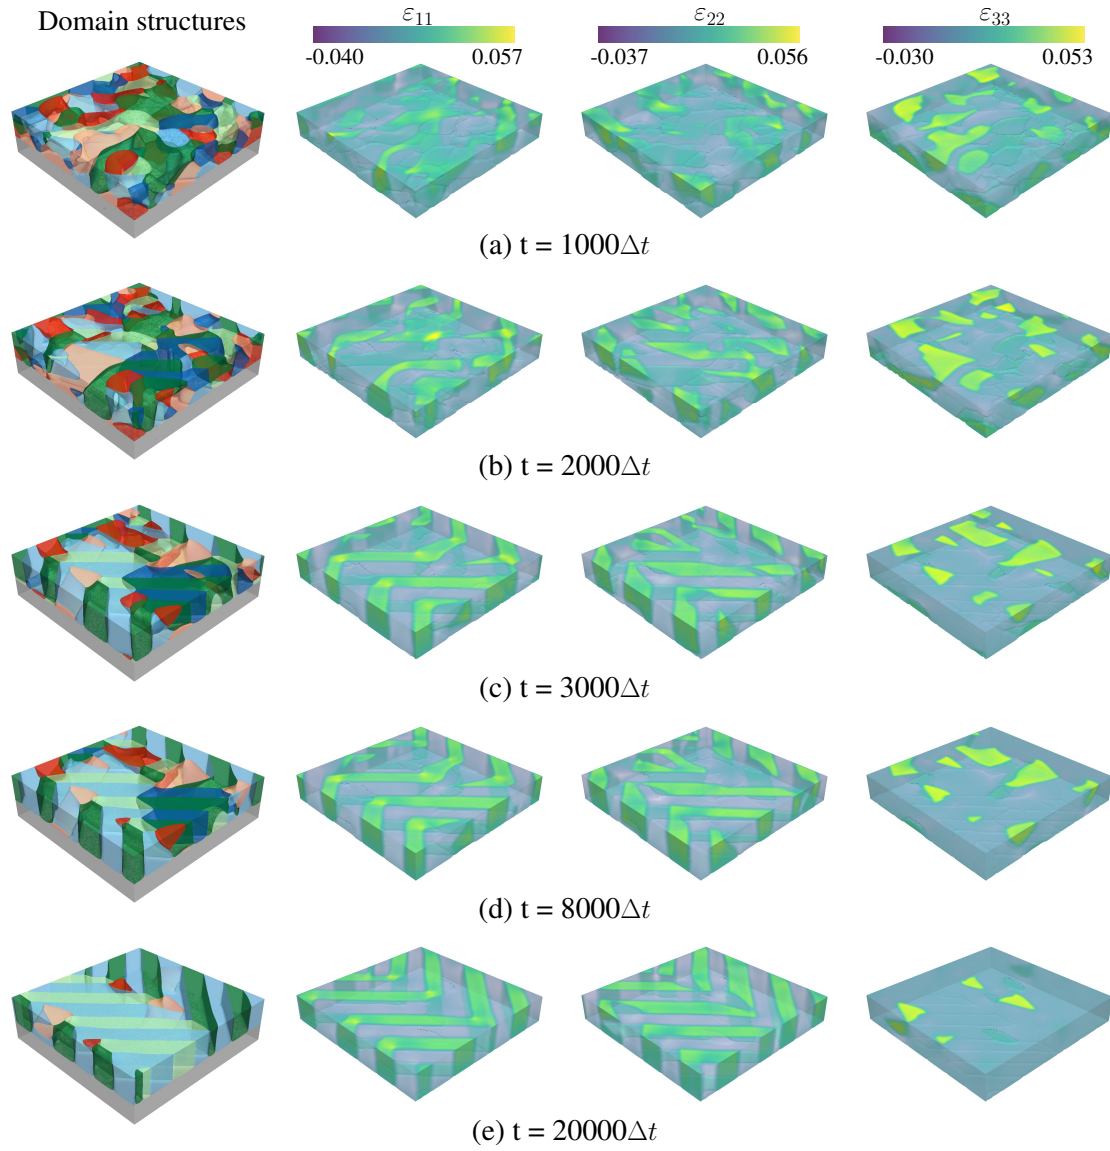 Domain structures
ε₁₁
ε₂₂
ε₃₃
-0.040 0.057
-0.037 0.056
-0.030 0.053
(a) t = 1000Δt
(b) t = 2000Δt
(c) t = 3000Δt
(d) t = 8000Δt
(e) t = 20000Δt